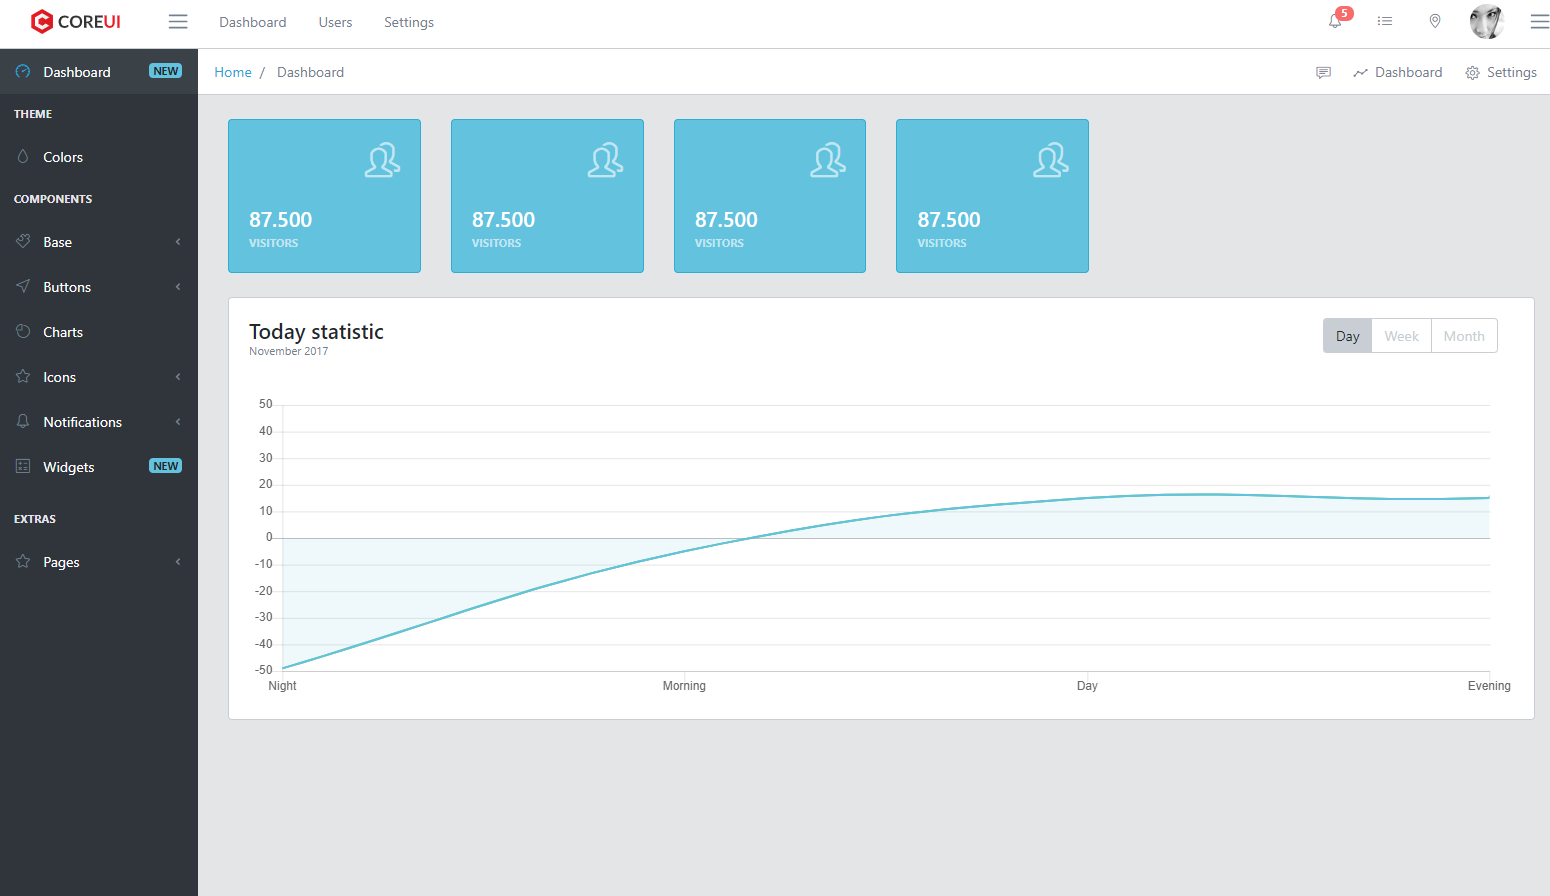 COREUI
Dashboard
Users
Settings
5
Dashboard NEW
THEME
Colors
COMPONENTS
Base
Buttons
Charts
Icons
Notifications
Widgets NEW
EXTRAS
Pages
Home / Dashboard
Dashboard
Settings
87.500
VISITORS
87.500
VISITORS
87.500
VISITORS
87.500
VISITORS
Today statistic
November 2017
Day Week Month
50
40
30
20
10
0
-10
-20
-30
-40
-50
Night Morning Day Evening